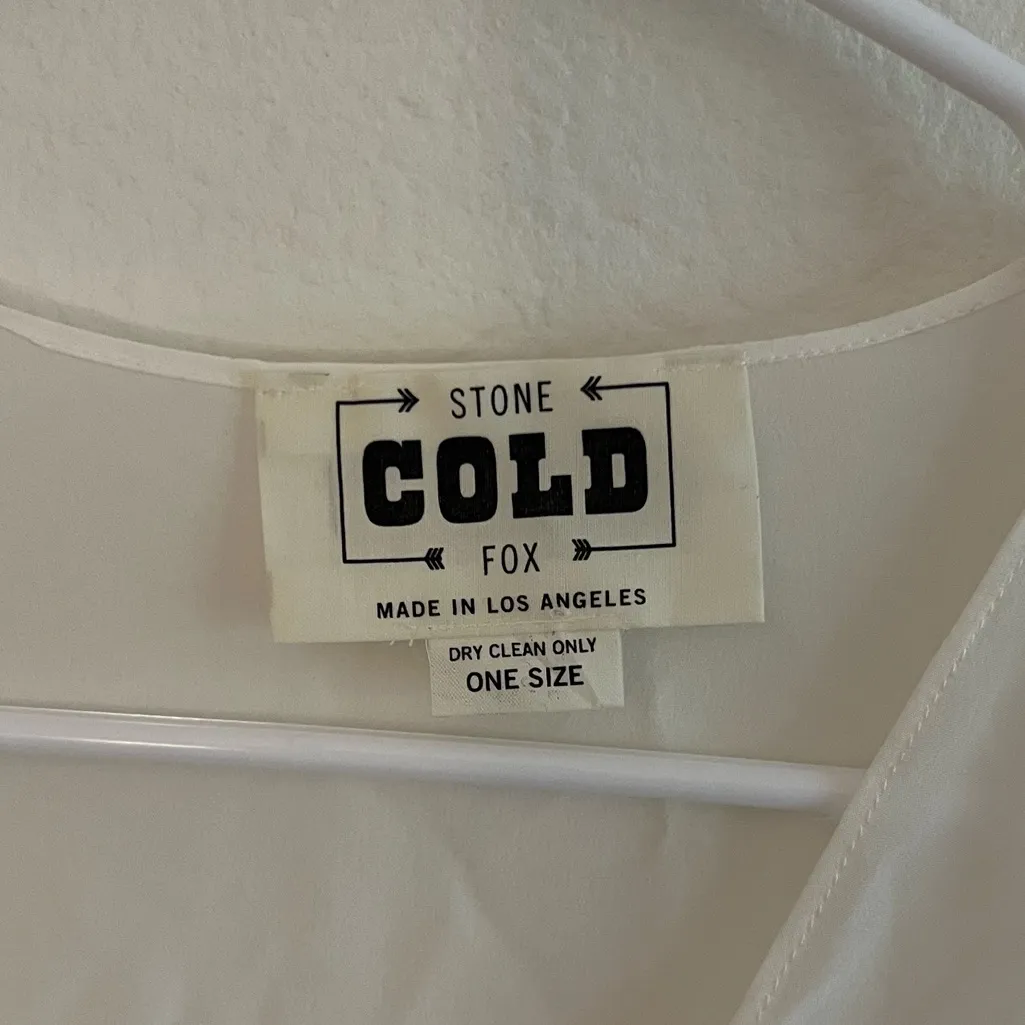 STONE
COLD
FOX
MADE IN LOS ANGELES
DRY CLEAN ONLY
ONE SIZE